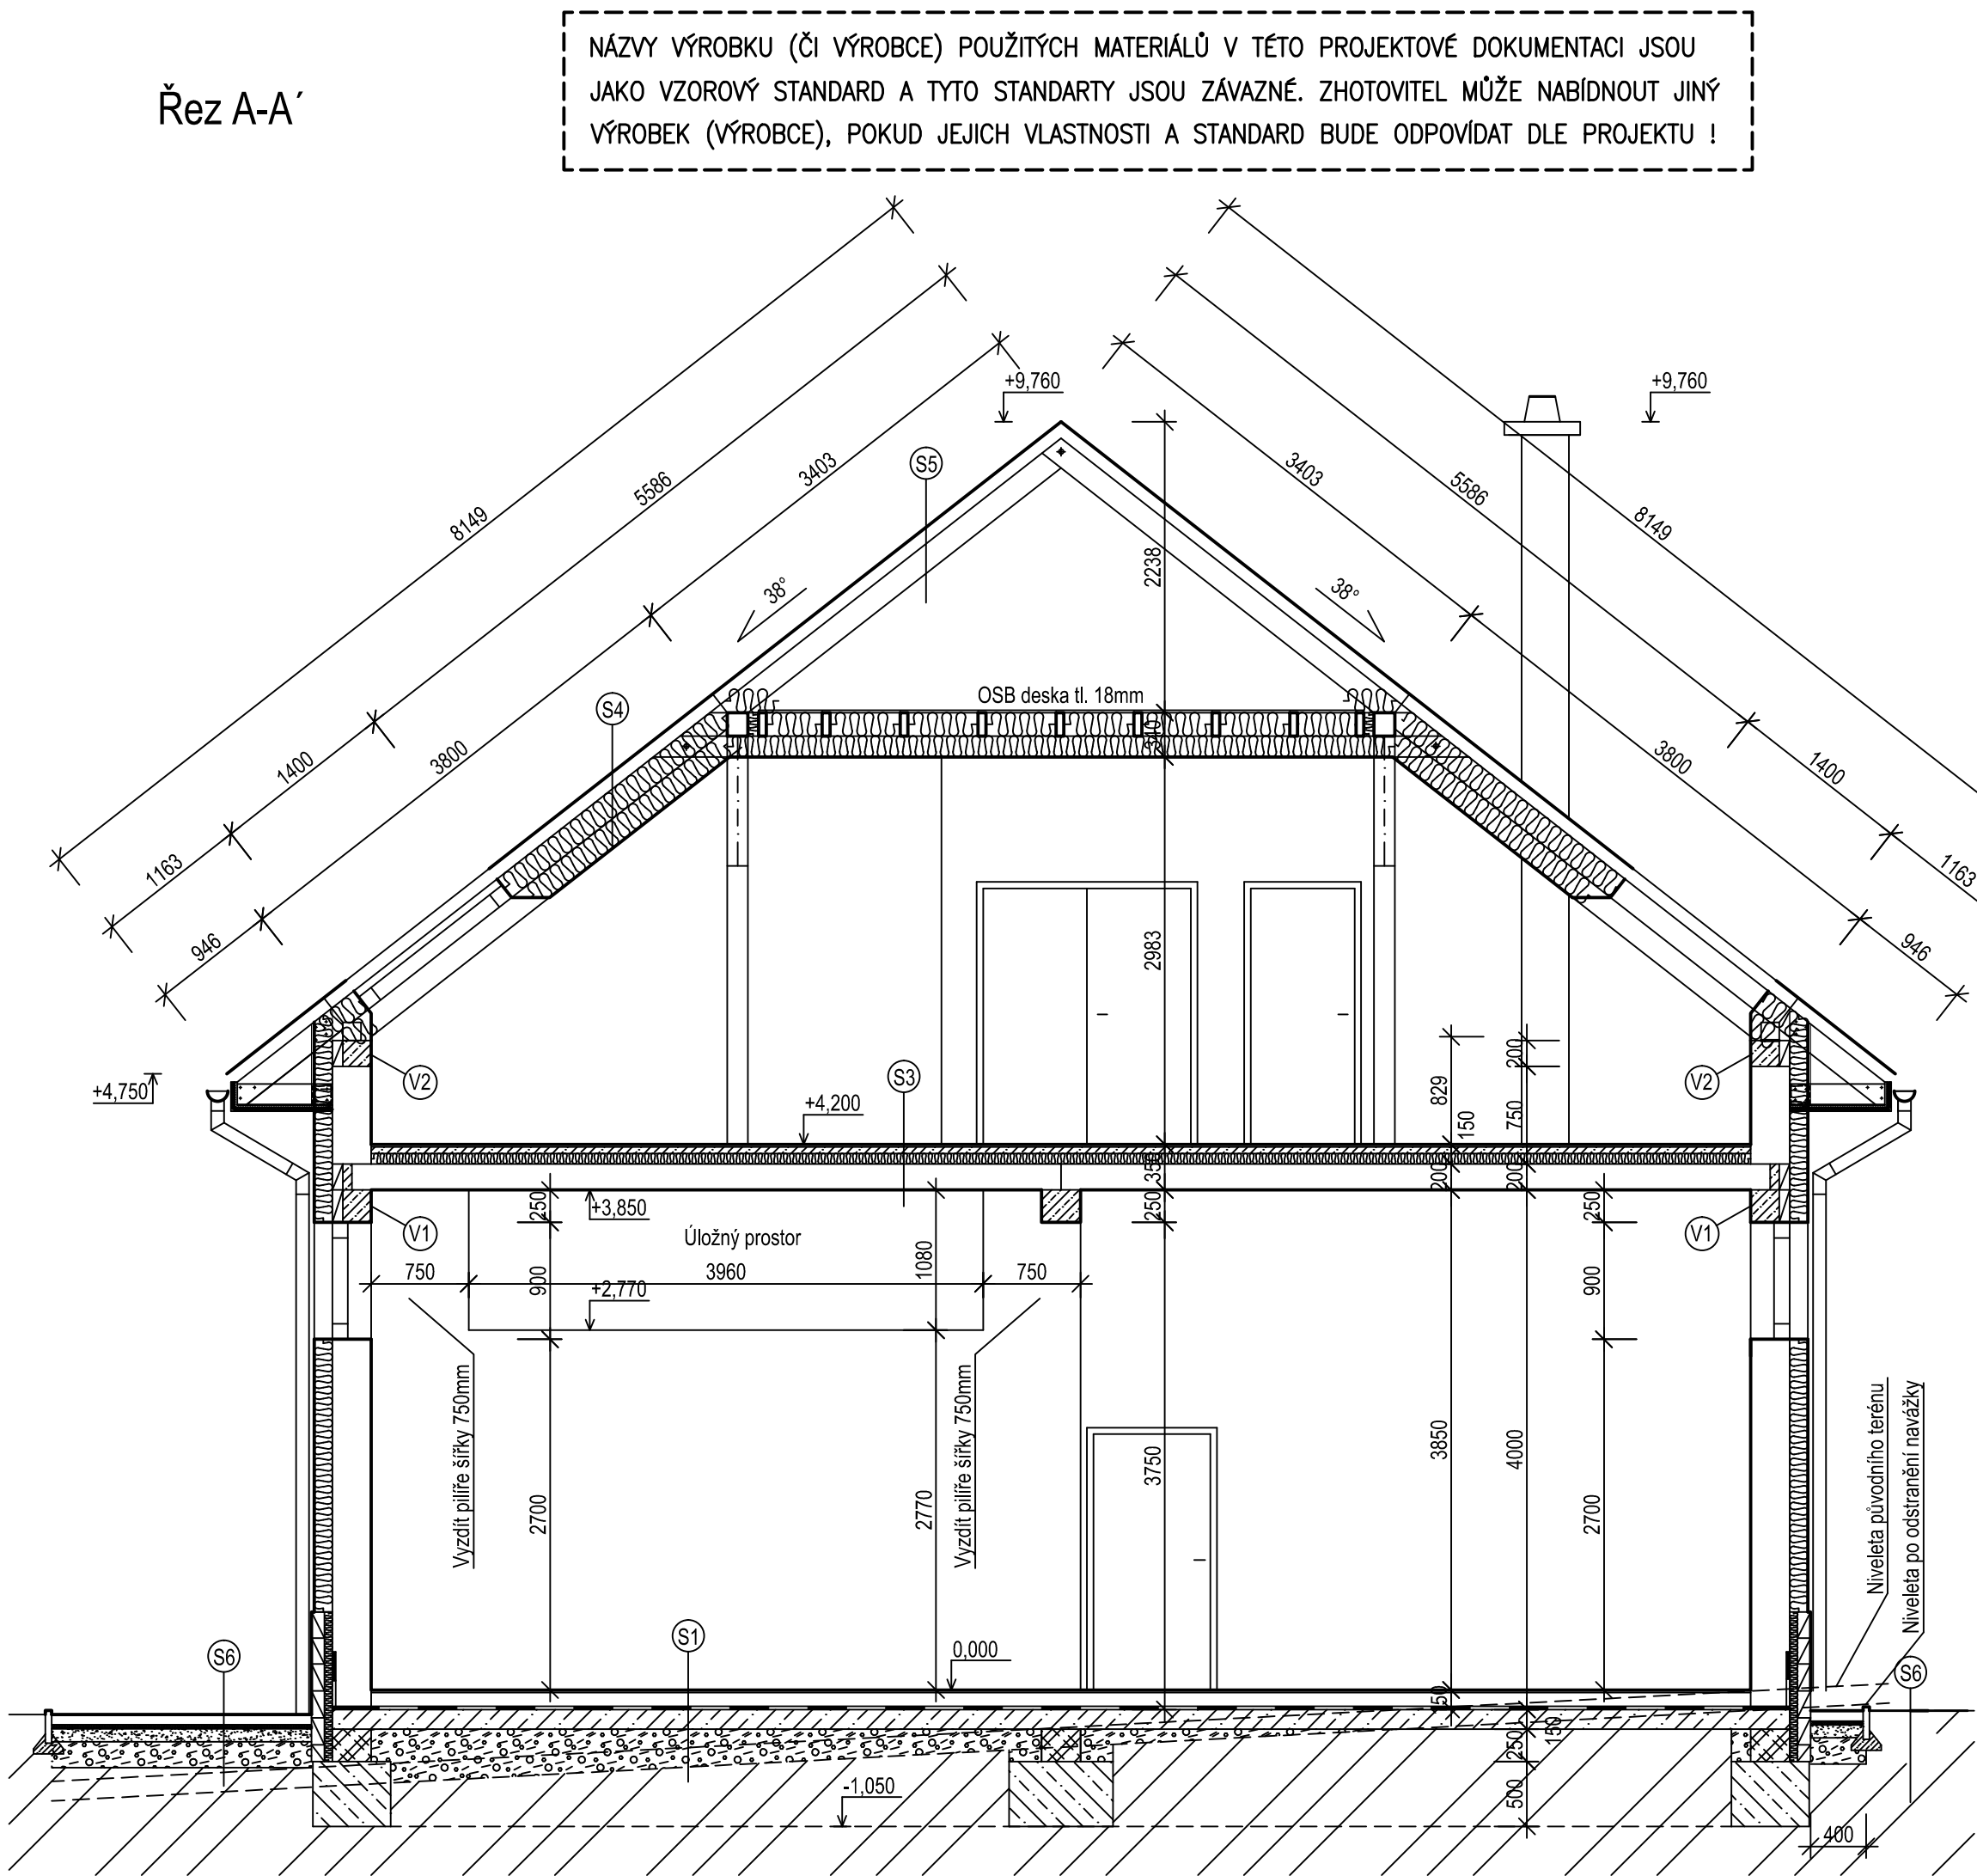 Řez A-A´
NÁZVY VÝROBKU (ČI VÝROBCE) POUŽITÝCH MATERIÁLŮ V TÉTO PROJEKTOVÉ DOKUMENTACI JSOU
JAKO VZOROVÝ STANDARD A TYTO STANDARTY JSOU ZÁVAZNÉ. ZHOTOVITEL MŮŽE NABÍDNOUT JINÝ
VÝROBEK (VÝROBCE), POKUD JEJICH VLASTNOSTI A STANDARD BUDE ODPOVÍDAT DLE PROJEKTU !
+9,760
+9,760
8149
5586
3403
S5
3403
5586
8149
38°
38°
2238
S4
OSB deska tl. 18mm
340
1400
3800
3800
1400
1163
946
1163
946
2983
+4,750
V2
S3
+4,200
829
150
200
750
V2
350
200
200
250
+3,850
250
250
V1
Úložný prostor
V1
750
3960
1080
750
900
+2,770
900
Vyzdít pilíře šířky 750mm
Vyzdít pilíře šířky 750mm
2700
2770
3750
3850
4000
2700
Niveleta původního terénu
Niveleta po odstranění navážky
S6
S1
0,000
S6
150
250
150
500
-1,050
400